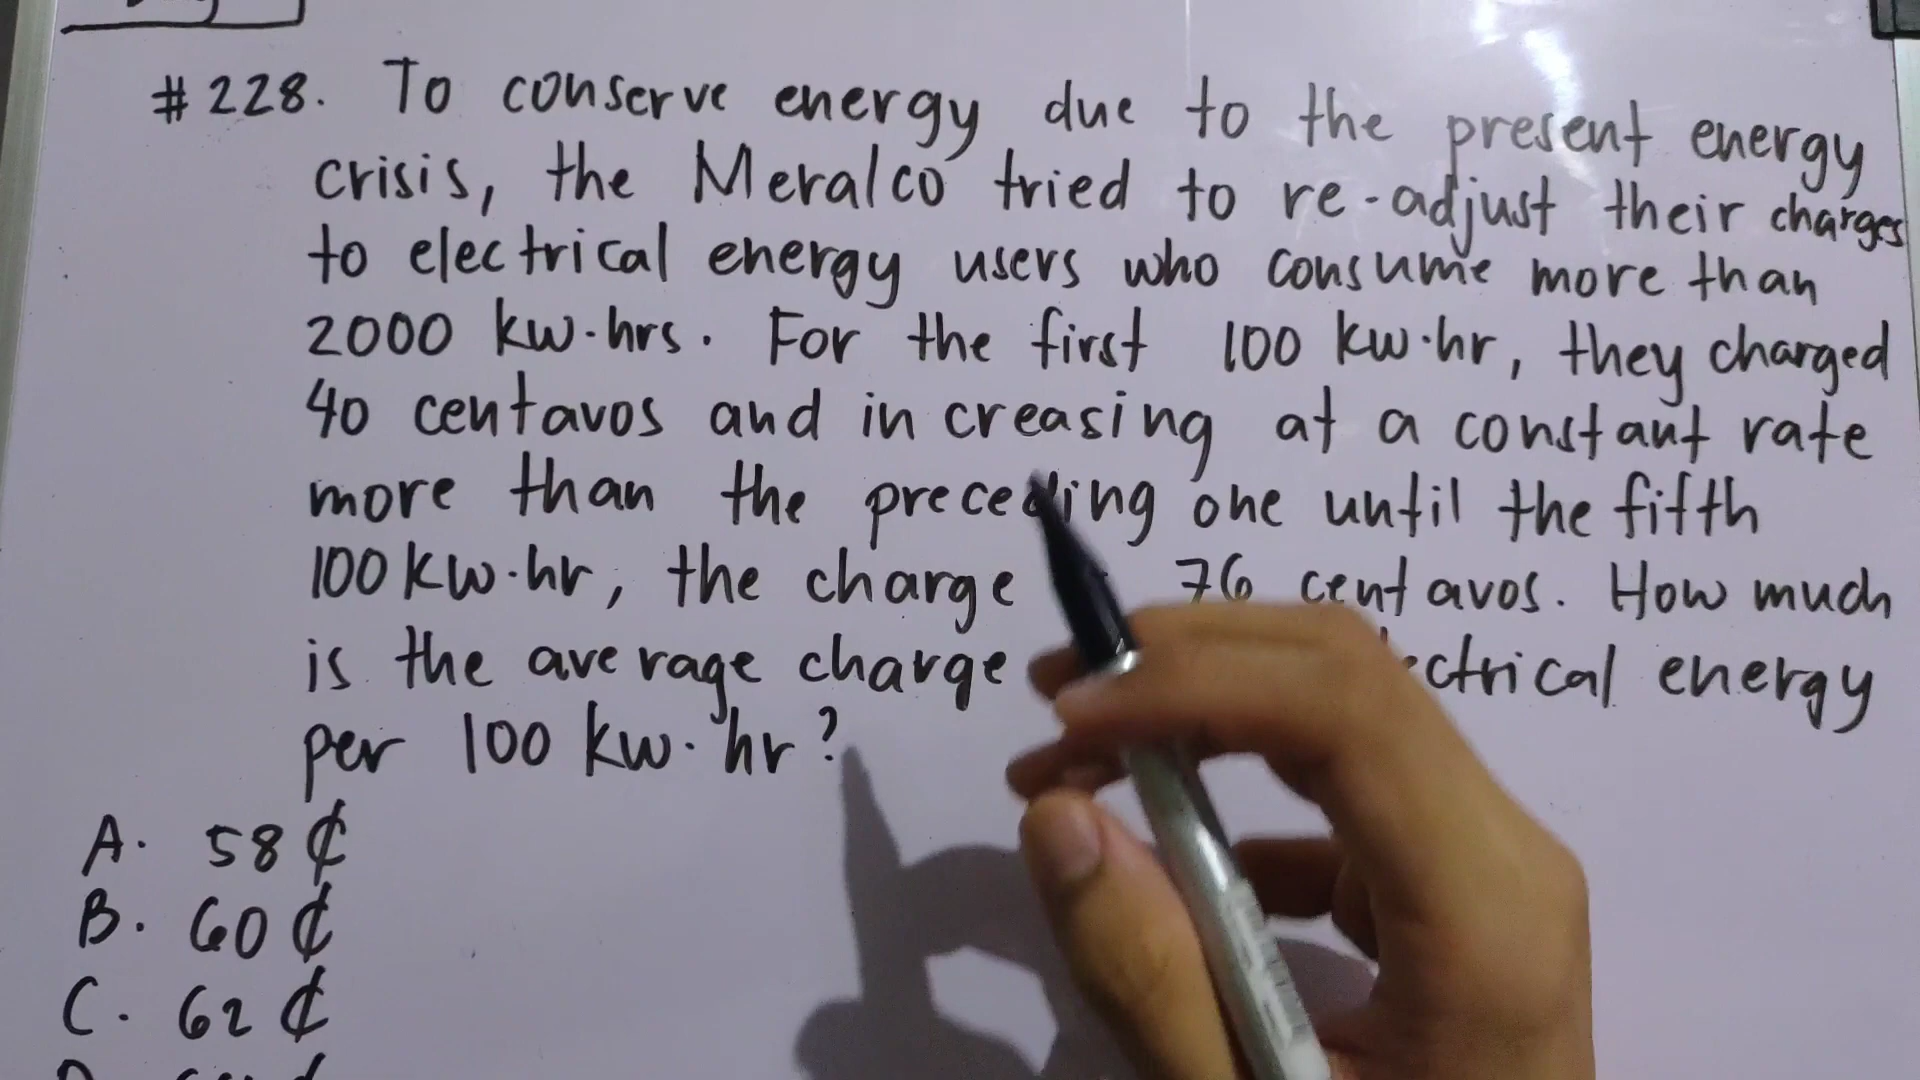 #228. To conserve energy due to the present energy
crisis, the Meralco tried to re-adjust their charges
to electrical energy users who consume more than
2000 kw·hrs. For the first 100 kw·hr, they charged
40 centavos and increasing at a constant rate
more than the preceding one until the fifth
100 kw·hr, the charge 76 centavos. How much
is the average charge ctrical energy
per 100 kw·hr?
A. 58 ¢
B. 60 ¢
C. 62 ¢